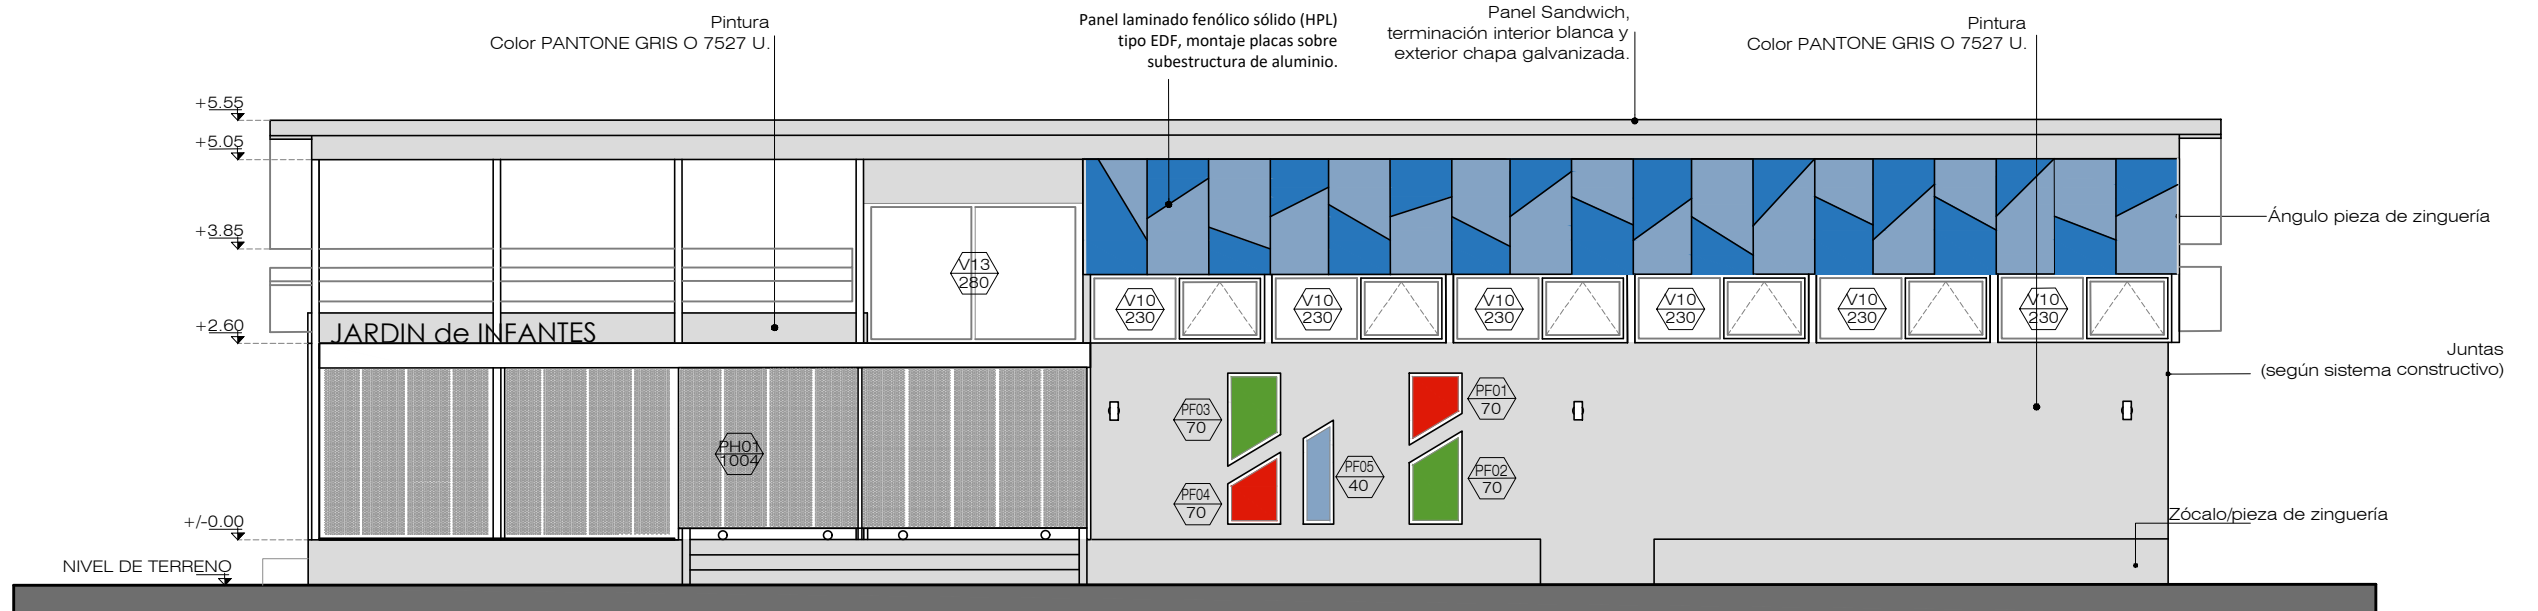 Pintura
Color PANTONE GRIS O 7527 U.
Panel laminado fenólico sólido (HPL)
tipo EDF, montaje placas sobre
subestructura de aluminio.
Panel Sandwich,
terminación interior blanca y
exterior chapa galvanizada.
Pintura
Color PANTONE GRIS O 7527 U.
+5.55
+5.05
+3.85
+2.60
+/-0.00
NIVEL DE TERRENO
Ángulo pieza de zinguería
V13
280
V10
230
V10
230
V10
230
V10
230
V10
230
V10
230
JARDIN de INFANTES
Juntas
(según sistema constructivo)
PH01
1004
PF03
70
PF04
70
PF05
40
PF01
70
PF02
70
Zócalo/pieza de zinguería